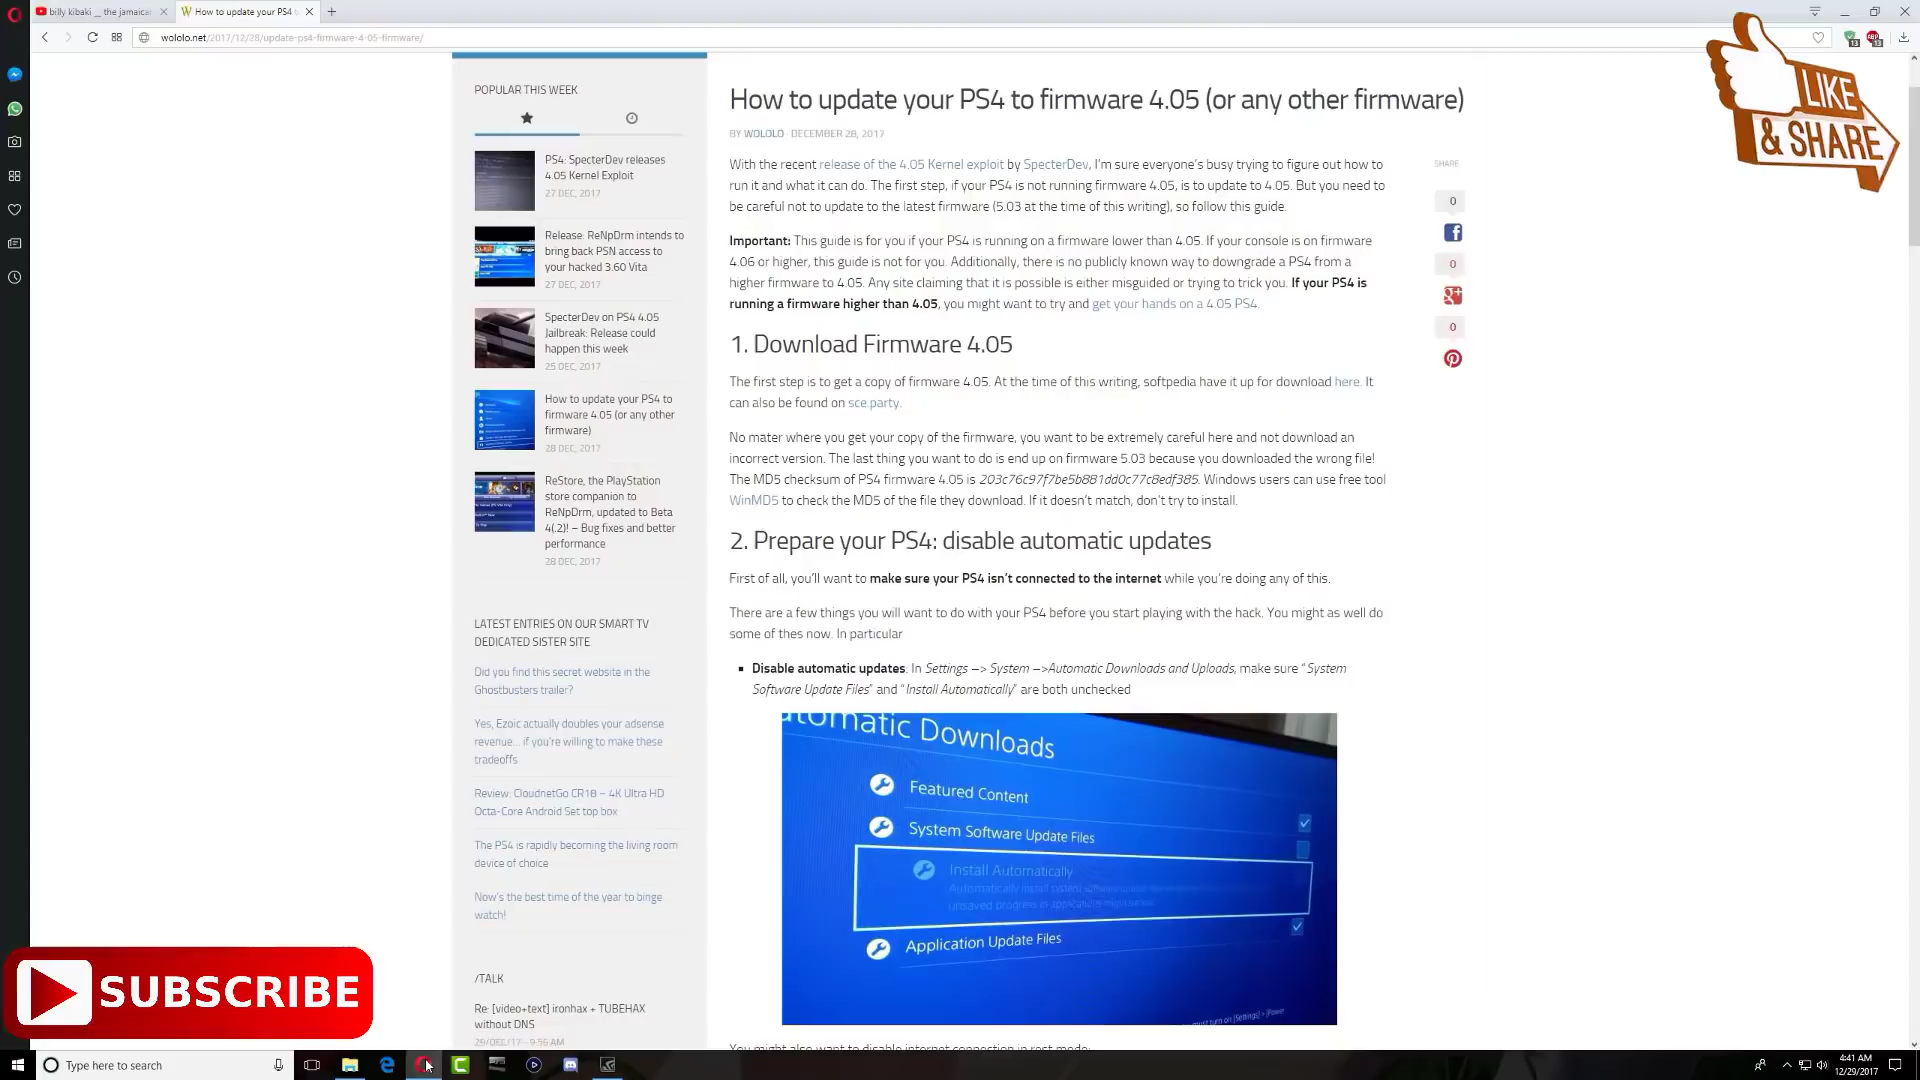 billy kibaki __ the jamaica
How to update your PS4 t
wololo.net/2017/12/28/update-ps4-firmware-4-05-firmware/
13
ABP
13
LIKE
& SHARE
POPULAR THIS WEEK
PS4: SpecterDev releases
4.05 Kernel Exploit
27 DEC, 2017
Release: ReNpDrm intends to
bring back PSN access to
your hacked 3.60 Vita
27 DEC, 2017
SpecterDev on PS4 4.05
Jailbreak: Release could
happen this week
25 DEC, 2017
How to update your PS4 to
firmware 4.05 (or any other
firmware)
28 DEC, 2017
ReStore, the PlayStation
store companion to
ReNpDrm, updated to Beta
4(.2)! – Bug fixes and better
performance
28 DEC, 2017
LATEST ENTRIES ON OUR SMART TV
DEDICATED SISTER SITE
Did you find this secret website in the
Ghostbusters trailer?
Yes, Ezoic actually doubles your adsense
revenue… if you're willing to make these
tradeoffs
Review: CloudnetGo CR18 – 4K Ultra HD
Octa-Core Android Set top box
The PS4 is rapidly becoming the living room
device of choice
Now's the best time of the year to binge
watch!
/TALK
Re: [video+text] ironhax + TUBEHAX
without DNS
29/DEC/17 - 9:56 AM
How to update your PS4 to firmware 4.05 (or any other firmware)
BY WOLOLO · DECEMBER 28, 2017
With the recent release of the 4.05 Kernel exploit by SpecterDev, I'm sure everyone's busy trying to figure out how to
run it and what it can do. The first step, if your PS4 is not running firmware 4.05, is to update to 4.05. But you need to
be careful not to update to the latest firmware (5.03 at the time of this writing), so follow this guide.
Important: This guide is for you if your PS4 is running on a firmware lower than 4.05. If your console is on firmware
4.06 or higher, this guide is not for you. Additionally, there is no publicly known way to downgrade a PS4 from a
higher firmware to 4.05. Any site claiming that it is possible is either misguided or trying to trick you. If your PS4 is
running a firmware higher than 4.05, you might want to try and get your hands on a 4.05 PS4.
1. Download Firmware 4.05
The first step is to get a copy of firmware 4.05. At the time of this writing, softpedia have it up for download here. It
can also be found on sce.party.
No mater where you get your copy of the firmware, you want to be extremely careful here and not download an
incorrect version. The last thing you want to do is end up on firmware 5.03 because you downloaded the wrong file!
The MD5 checksum of PS4 firmware 4.05 is 203c76c97f7be5b881dd0c77c8edf385. Windows users can use free tool
WinMD5 to check the MD5 of the file they download. If it doesn't match, don't try to install.
2. Prepare your PS4: disable automatic updates
First of all, you'll want to make sure your PS4 isn't connected to the internet while you're doing any of this.
There are a few things you will want to do with your PS4 before you start playing with the hack. You might as well do
some of thes now. In particular
▪ Disable automatic updates: In Settings –> System –>Automatic Downloads and Uploads, make sure "System
Software Update Files" and "Install Automatically" are both unchecked
Automatic Downloads
Featured Content
System Software Update Files
Install Automatically
Application Update Files
must turn on [Settings] > [Power
You might also want to disable internet connection in rest mode:
SHARE
0
0
0
SUBSCRIBE
Type here to search
4:41 AM
12/29/2017